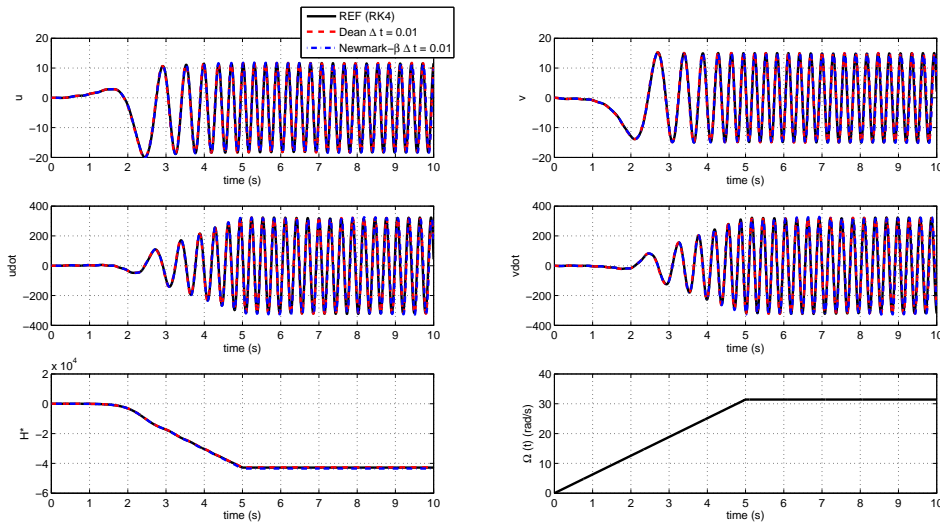 REF (RK4)
Dean Δ t = 0.01
Newmark−β Δ t = 0.01
20
10
0
−10
−20
u
0 1 2 3 4 5 6 7 8 9 10
time (s)
20
10
0
−10
−20
v
0 1 2 3 4 5 6 7 8 9 10
time (s)
400
200
0
−200
−400
udot
0 1 2 3 4 5 6 7 8 9 10
time (s)
400
200
0
−200
−400
vdot
0 1 2 3 4 5 6 7 8 9 10
time (s)
x 10^4
2
0
−2
−4
−6
H*
0 1 2 3 4 5 6 7 8 9 10
time (s)
40
30
20
10
0
Ω (t) (rad/s)
0 1 2 3 4 5 6 7 8 9 10
time (s)